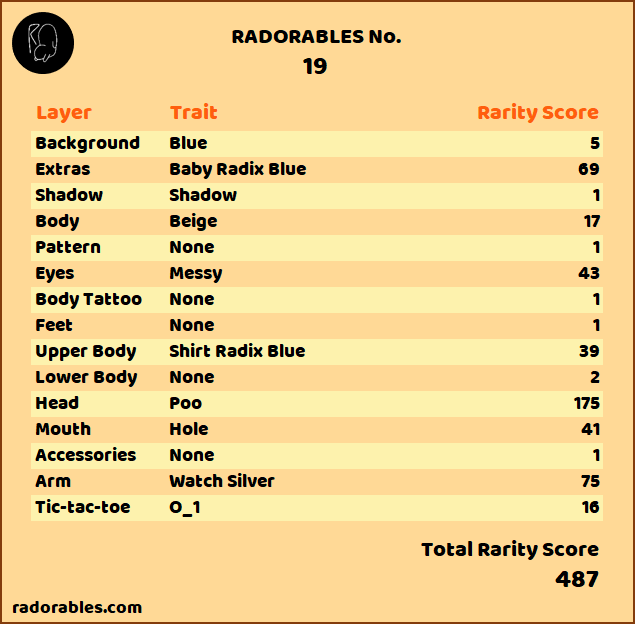 RADORABLES No.
19
Layer Trait Rarity Score
Background Blue 5
Extras Baby Radix Blue 69
Shadow Shadow 1
Body Beige 17
Pattern None 1
Eyes Messy 43
Body Tattoo None 1
Feet None 1
Upper Body Shirt Radix Blue 39
Lower Body None 2
Head Poo 175
Mouth Hole 41
Accessories None 1
Arm Watch Silver 75
Tic-tac-toe O_1 16
Total Rarity Score
487
radorables.com